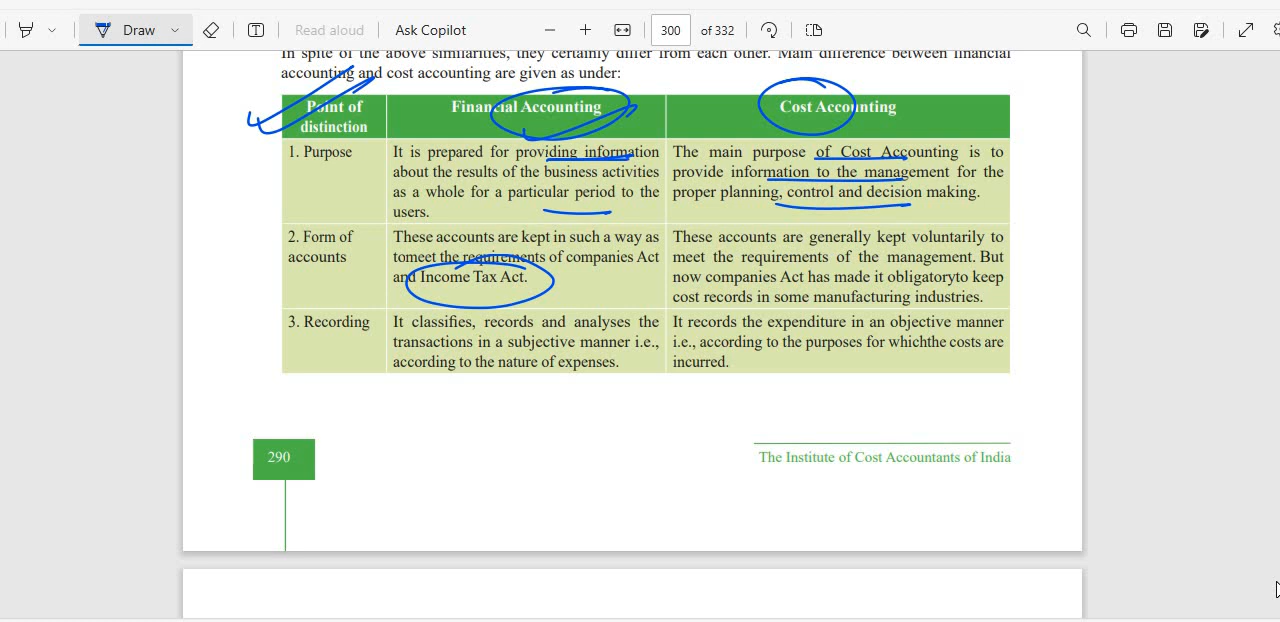 Draw
Read aloud
Ask Copilot
300 of 332
In spite of the above similarities, they certainly differ from each other. Main difference between financial
accounting and cost accounting are given as under:
Point of
distinction
Financial Accounting
Cost Accounting
1. Purpose
It is prepared for providing information
about the results of the business activities
as a whole for a particular period to the
users.
The main purpose of Cost Accounting is to
provide information to the management for the
proper planning, control and decision making.
2. Form of
accounts
These accounts are kept in such a way as
tomeet the requirements of companies Act
and Income Tax Act.
These accounts are generally kept voluntarily to
meet the requirements of the management. But
now companies Act has made it obligatoryto keep
cost records in some manufacturing industries.
3. Recording
It classifies, records and analyses the
transactions in a subjective manner i.e.,
according to the nature of expenses.
It records the expenditure in an objective manner
i.e., according to the purposes for whichthe costs are
incurred.
290
The Institute of Cost Accountants of India